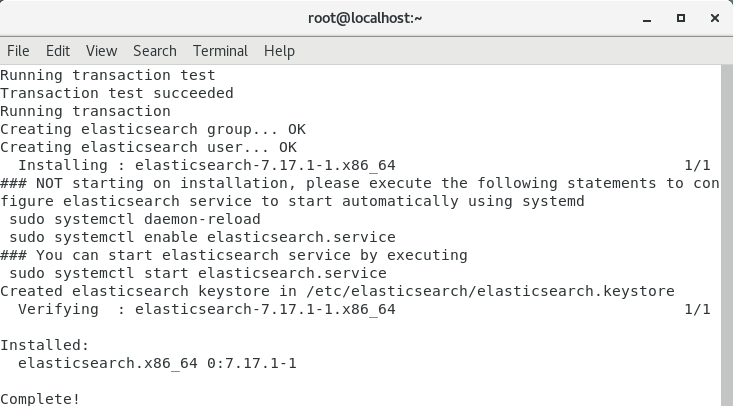 root@localhost:~
File Edit View Search Terminal Help
Running transaction test
Transaction test succeeded
Running transaction
Creating elasticsearch group... OK
Creating elasticsearch user... OK
  Installing : elasticsearch-7.17.1-1.x86_64                                1/1
### NOT starting on installation, please execute the following statements to con
figure elasticsearch service to start automatically using systemd
 sudo systemctl daemon-reload
 sudo systemctl enable elasticsearch.service
### You can start elasticsearch service by executing
 sudo systemctl start elasticsearch.service
Created elasticsearch keystore in /etc/elasticsearch/elasticsearch.keystore
  Verifying  : elasticsearch-7.17.1-1.x86_64                                1/1

Installed:
  elasticsearch.x86_64 0:7.17.1-1

Complete!